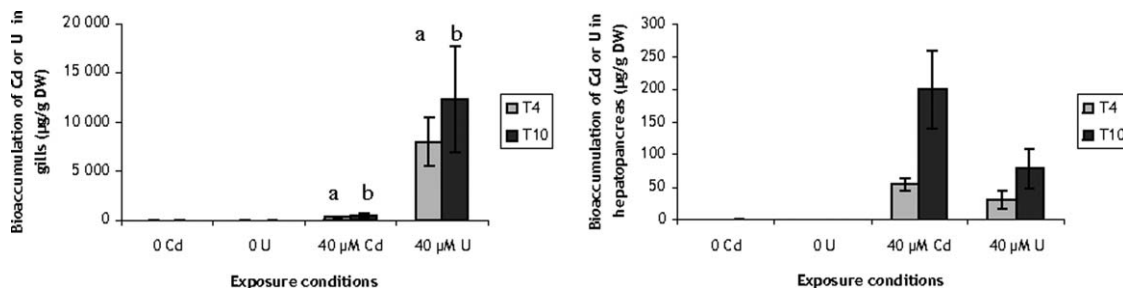 Bioaccumulation of Cd or U in
gills (µg/g DW)
20 000
15 000
10 000
5 000
0
a b
a b
0 Cd 0 U 40 µM Cd 40 µM U
Exposure conditions
T4
T10
Bioaccumulation of Cd or U in
hepatopancreas (µg/g DW)
300
250
200
150
100
50
0
0 Cd 0 U 40 µM Cd 40 µM U
Exposure conditions
T4
T10